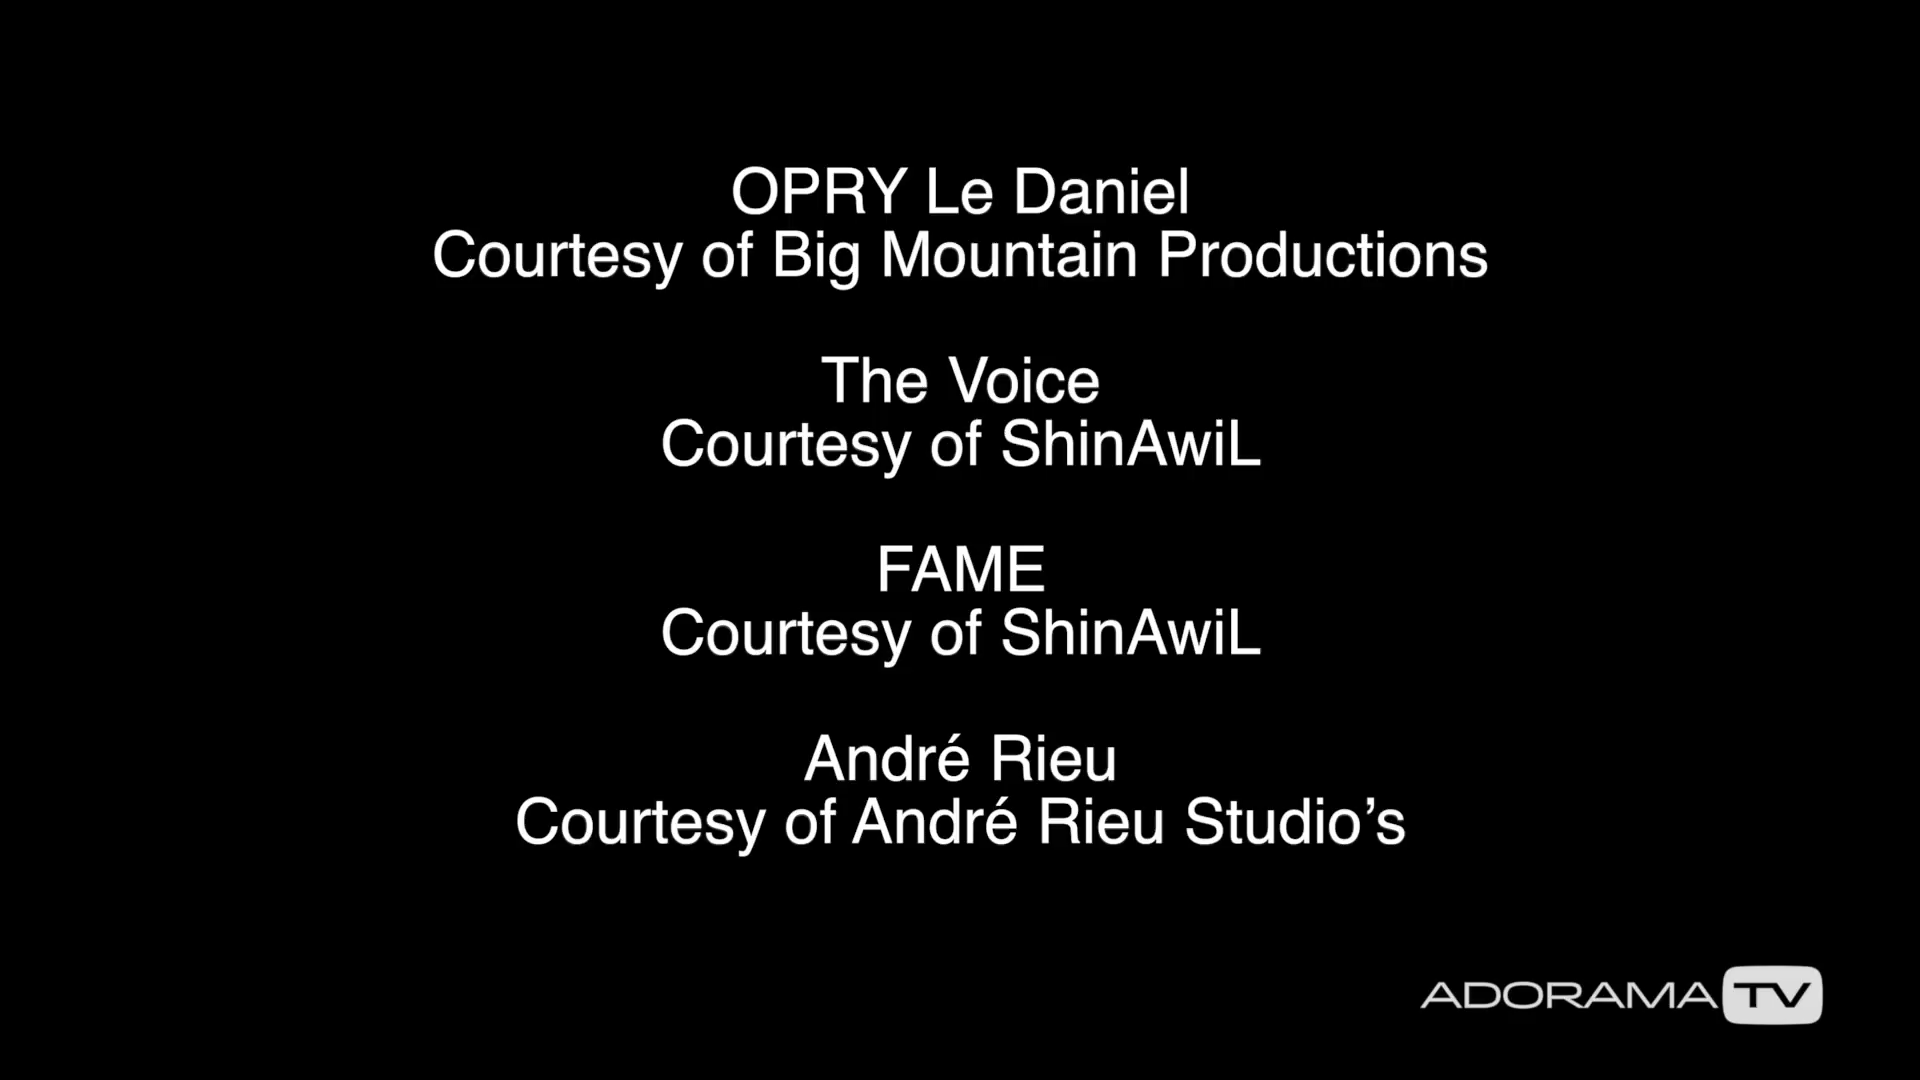 OPRY Le Daniel
Courtesy of Big Mountain Productions
The Voice
Courtesy of ShinAwiL
FAME
Courtesy of ShinAwiL
André Rieu
Courtesy of André Rieu Studio’s
ADORAMA TV